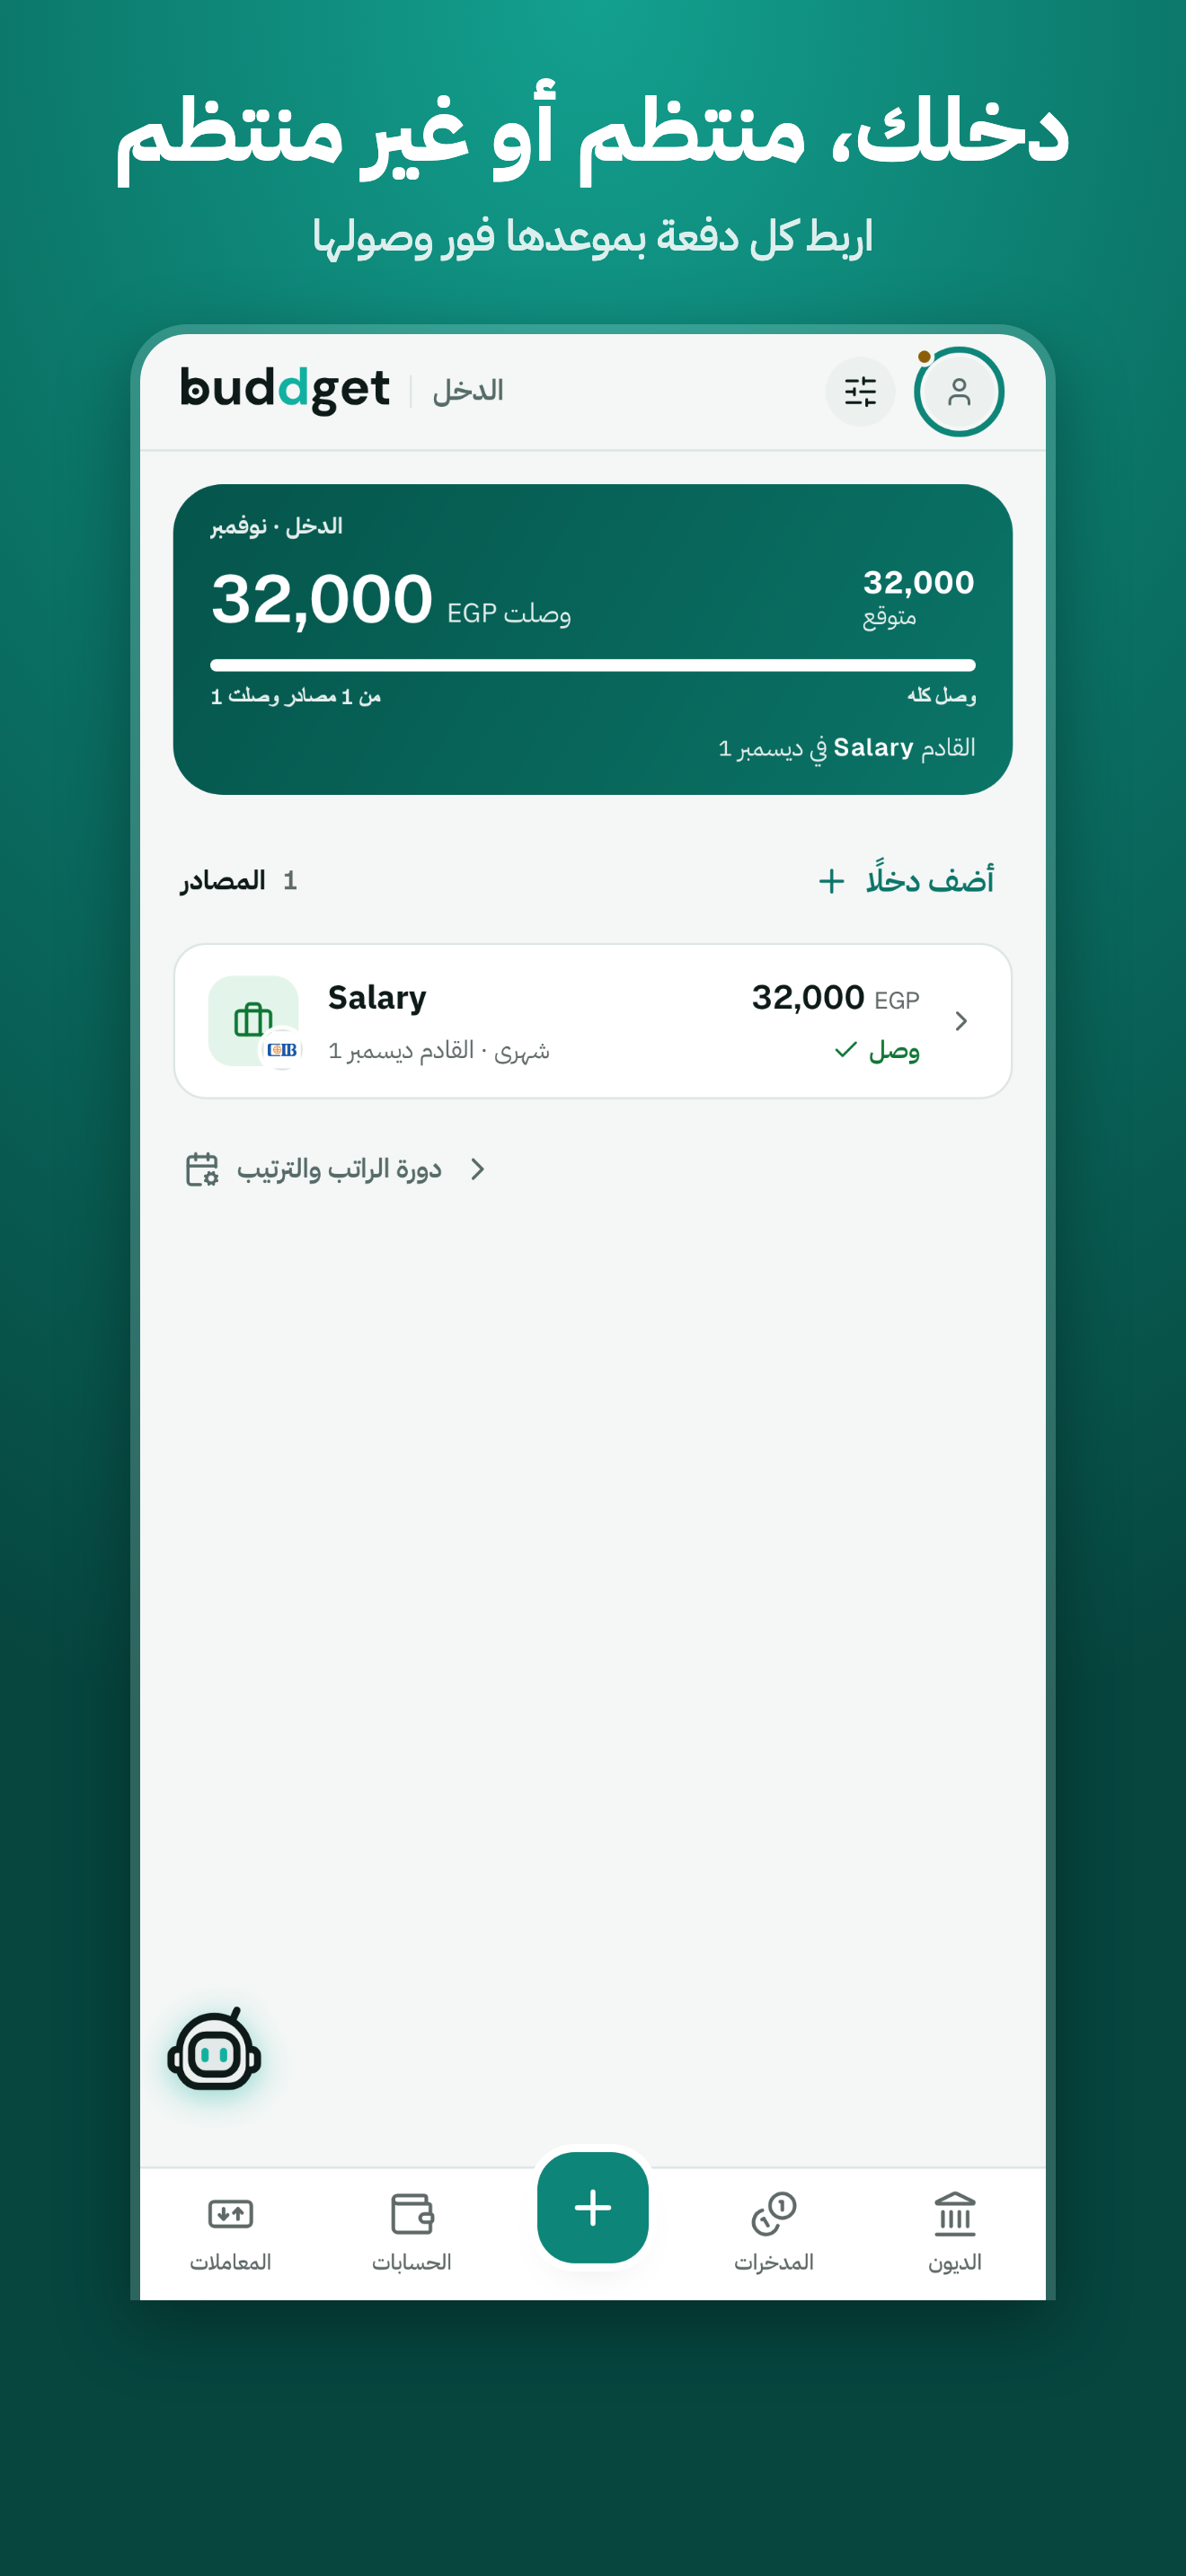 دخلك، منتظم أو غير منتظم
اربط كل دفعة بموعدها فور وصولها
buddget
الدخل
الدخل · نوفمبر
32,000 EGP وصلت
32,000
متوقع
من 1 مصادر وصلت 1
وصل كله
القادم Salary في ديسمبر 1
المصادر 1
+ أضف دخلًا
Salary
32,000 EGP
شهري · القادم ديسمبر 1
وصل
CIB
دورة الراتب والترتيب
المعاملات
الحسابات
المدخرات
الديون